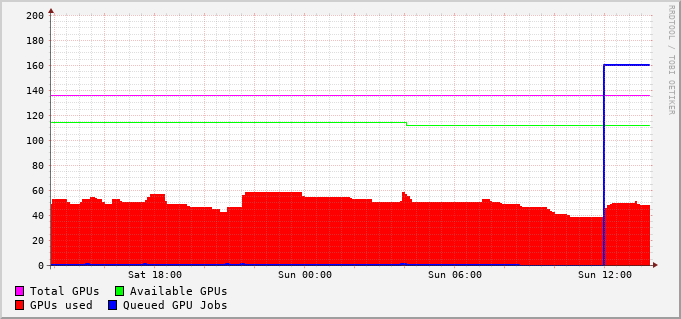 200
180
160
140
120
100
80
60
40
20
0
Sat 18:00 Sun 00:00 Sun 06:00 Sun 12:00
Total GPUs Available GPUs
GPUs used Queued GPU Jobs
RRDTOOL / TOBI OETIKER